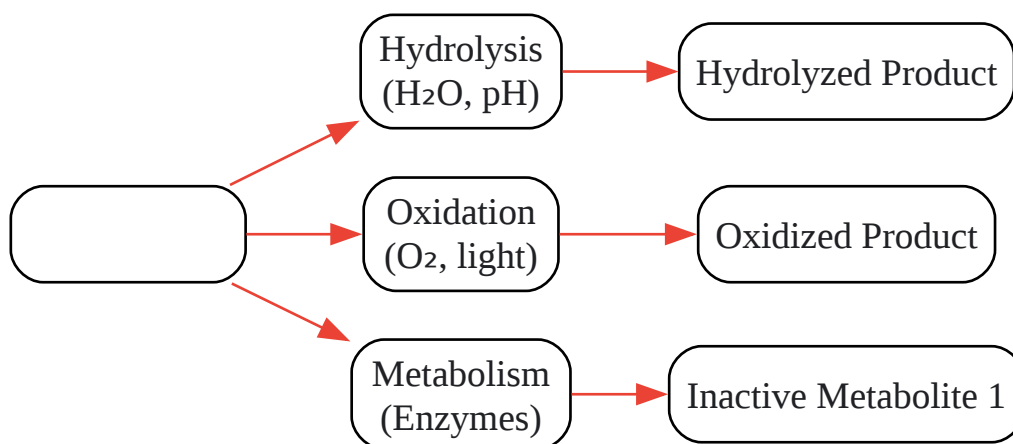 Hydrolysis
(H₂O, pH)
Hydrolyzed Product
Oxidation
(O₂, light)
Oxidized Product
Metabolism
(Enzymes)
Inactive Metabolite 1